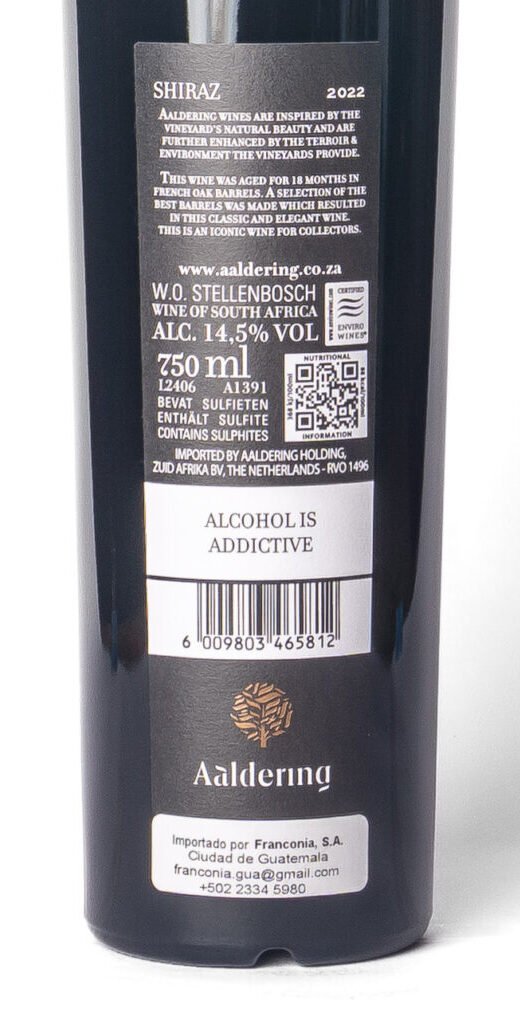 SHIRAZ 2022
AALDERING WINES ARE INSPIRED BY THE
VINEYARD'S NATURAL BEAUTY AND ARE
FURTHER ENHANCED BY THE TERROIR &
ENVIRONMENT THE VINEYARDS PROVIDE.
THIS WINE WAS AGED FOR 18 MONTHS IN
FRENCH OAK BARRELS. A SELECTION OF THE
BEST BARRELS WAS MADE WHICH RESULTED
IN THIS CLASSIC AND ELEGANT WINE.
THIS IS AN ICONIC WINE FOR COLLECTORS.
www.aaldering.co.za
W.O. STELLENBOSCH
WINE OF SOUTH AFRICA
ALC. 14,5% VOL
CERTIFIED
ENVIRO
WINES®
750 ml
L2406 A1391
BEVAT SULFIETEN
ENTHÄLT SULFITE
CONTAINS SULPHITES
NUTRITIONAL
INFORMATION
IMPORTED BY AALDERING HOLDING,
ZUID AFRIKA BV, THE NETHERLANDS - RVO 1496
ALCOHOL IS
ADDICTIVE
6 009803 465812
Aaldering
Importado por Franconia, S.A.
Ciudad de Guatemala
franconia.gua@gmail.com
+502 2334 5980